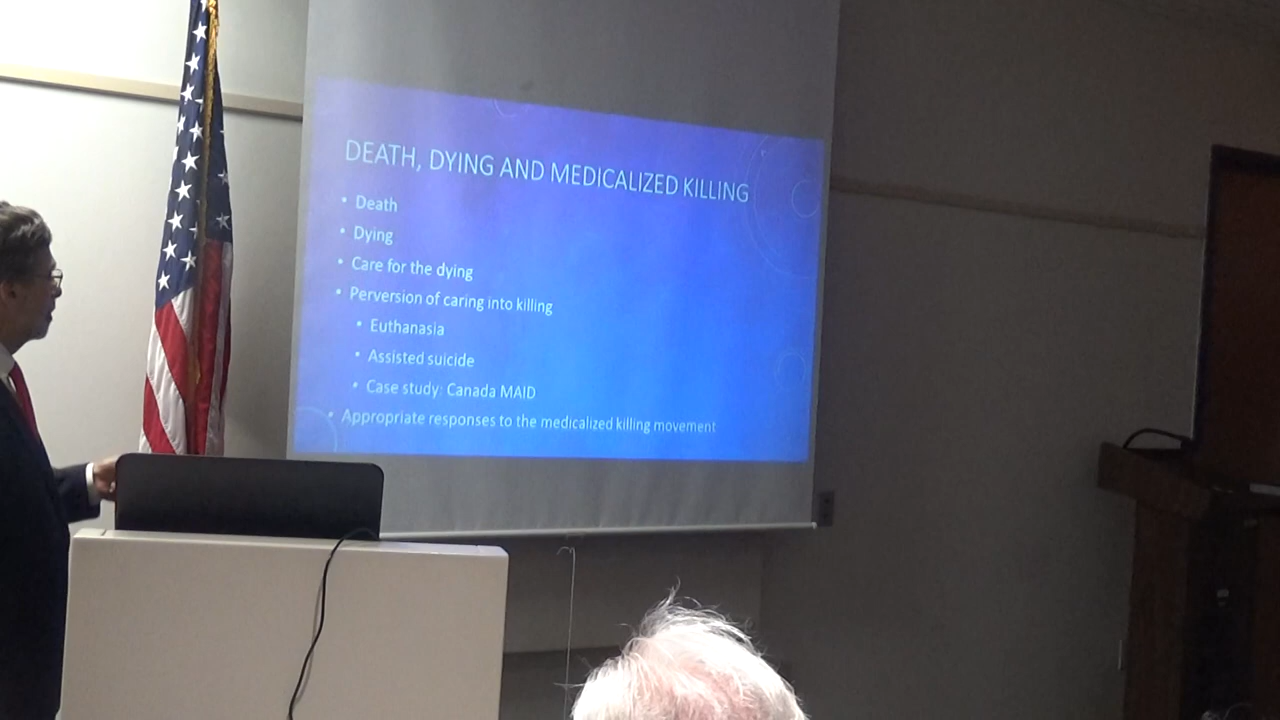 DEATH, DYING AND MEDICALIZED KILLING
• Death
• Dying
• Care for the dying
• Perversion of caring into killing
• Euthanasia
• Assisted suicide
• Case study: Canada MAID
• Appropriate responses to the medicalized killing movement